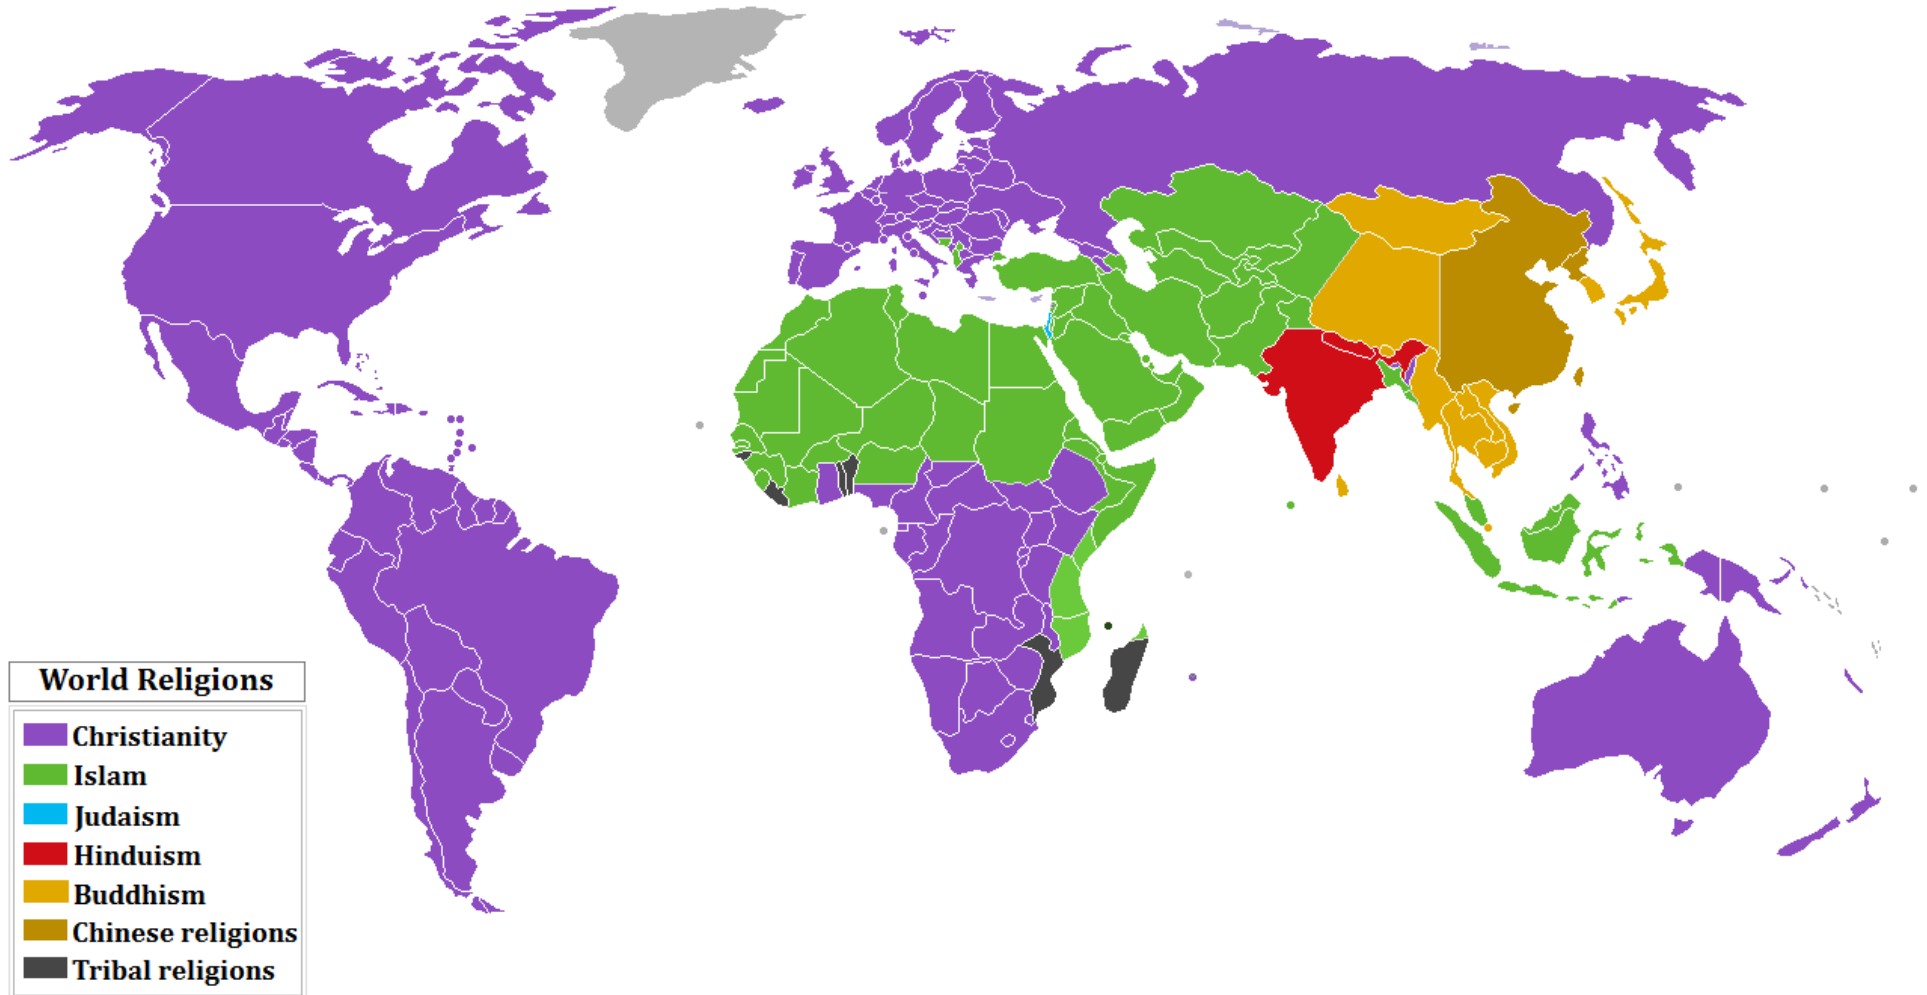 World Religions
Christianity
Islam
Judaism
Hinduism
Buddhism
Chinese religions
Tribal religions